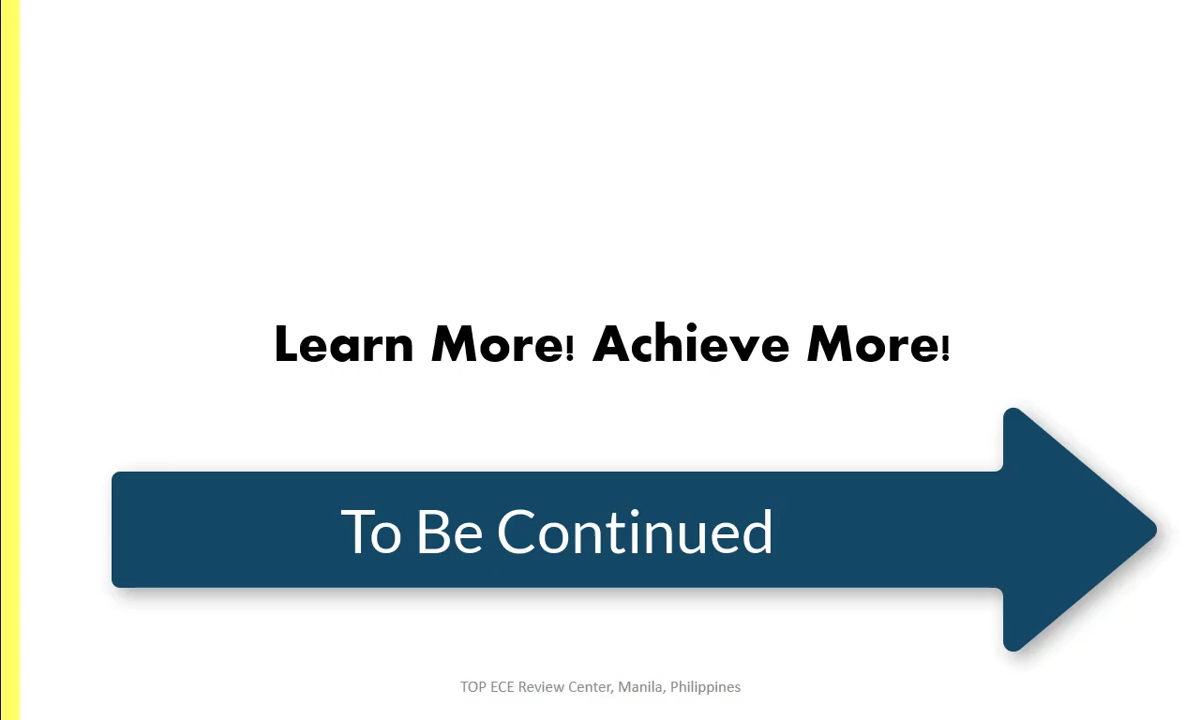 Learn More! Achieve More!
To Be Continued
TOP ECE Review Center, Manila, Philippines